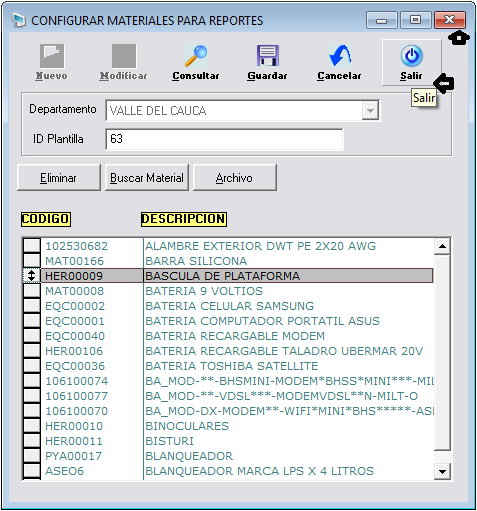 CONFIGURAR MATERIALES PARA REPORTES
Nuevo Modificar Consultar Guardar Cancelar Salir
Salir
Departamento VALLE DEL CAUCA
ID Plantilla 63
Eliminar Buscar Material Archivo
CODIGO DESCRIPCION
102530682 ALAMBRE EXTERIOR DWT PE 2X20 AWG
MAT00166 BARRA SILICONA
HER00009 BASCULA DE PLATAFORMA
MAT00008 BATERIA 9 VOLTIOS
EQC00002 BATERIA CELULAR SAMSUNG
EQC00001 BATERIA COMPUTADOR PORTATIL ASUS
EQC00040 BATERIA RECARGABLE MODEM
HER00106 BATERIA RECARGABLE TALADRO UBERMAR 20V
EQC00036 BATERIA TOSHIBA SATELLITE
106100074 BA_MOD-**-BHSMINI-MODEM*BHSS*MINI***-MIL
106100077 BA_MOD-**-VDSL***-MODEMVDSL**N-MILT-O
106100070 BA_MOD-DX-MODEM**-WIFI*MINI*BHS*****-ASI
HER00010 BINOCULARES
HER00011 BISTURI
PYA00017 BLANQUEADOR
ASEO6 BLANQUEADOR MARCA LPS X 4 LITROS